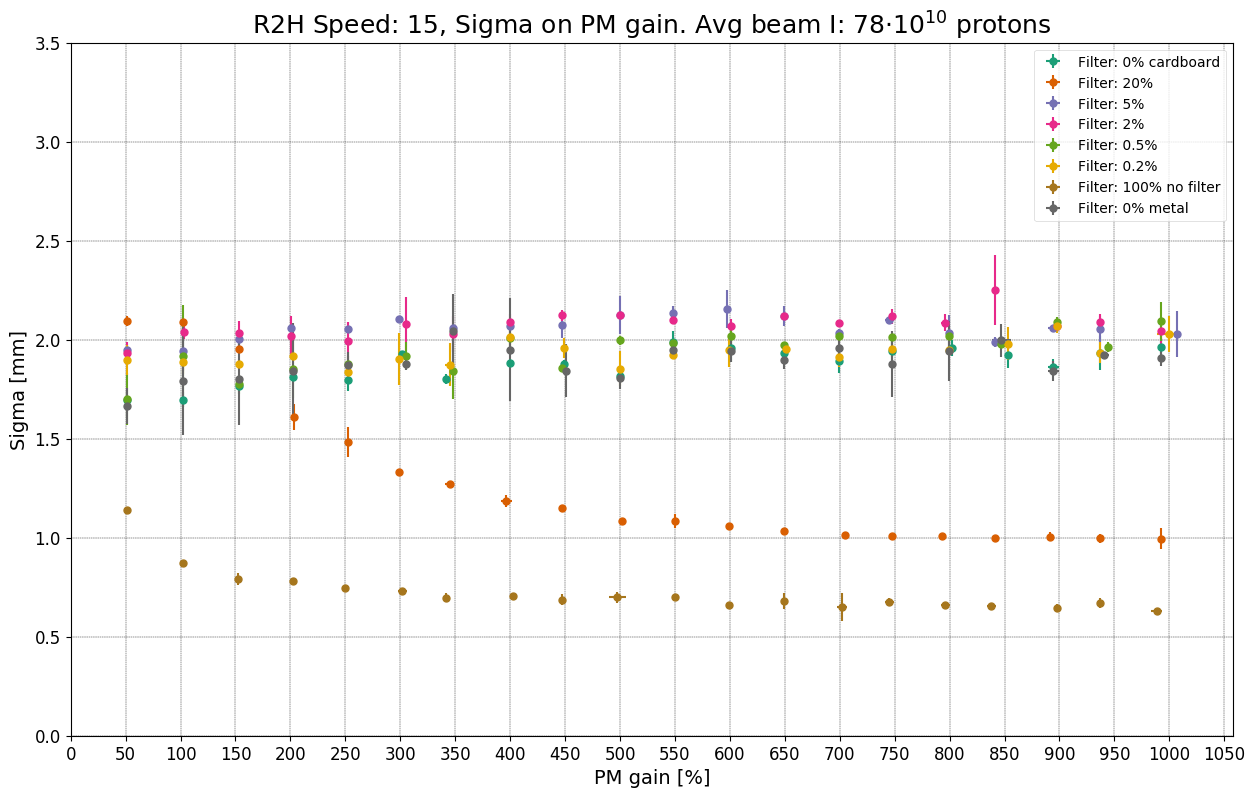 R2H Speed: 15, Sigma on PM gain. Avg beam I: 78·10¹⁰ protons
3.5
3.0
2.5
2.0
1.5
1.0
0.5
0.0
Sigma [mm]
Filter: 0% cardboard
Filter: 20%
Filter: 5%
Filter: 2%
Filter: 0.5%
Filter: 0.2%
Filter: 100% no filter
Filter: 0% metal
0 50 100 150 200 250 300 350 400 450 500 550 600 650 700 750 800 850 900 950 1000 1050
PM gain [%]